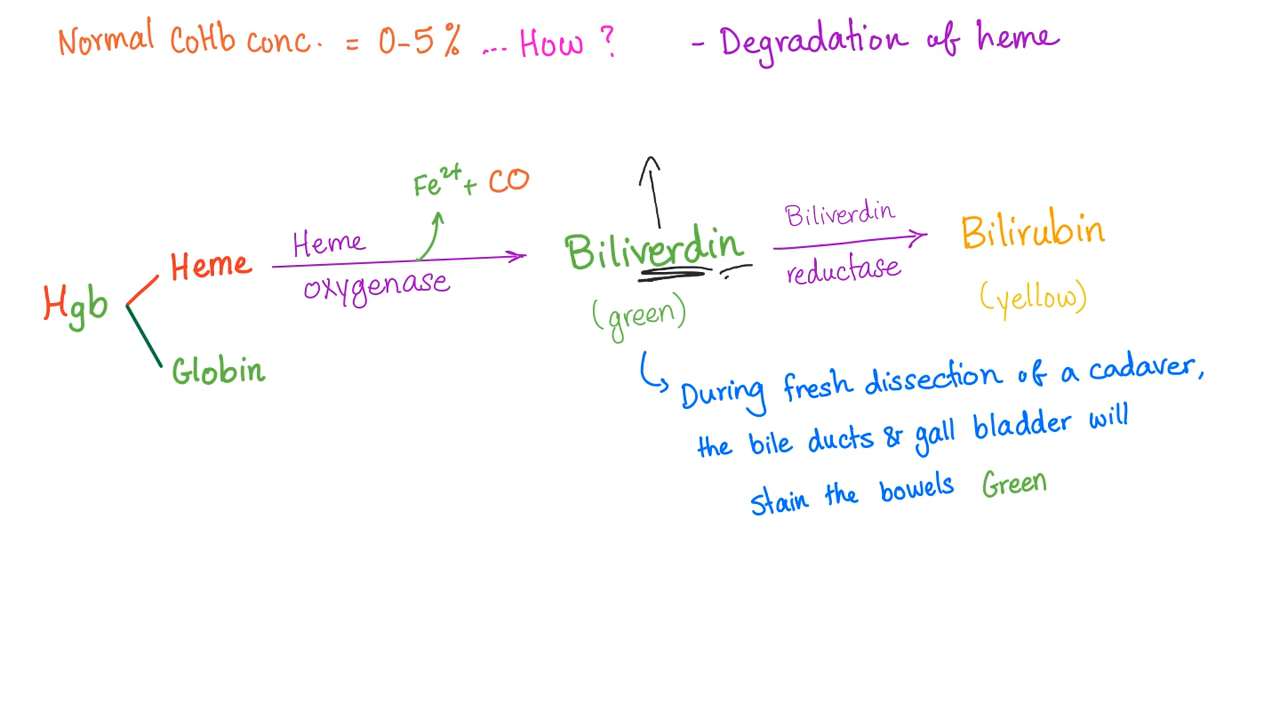 Normal CoHb conc. = 0-5% ... How ?
- Degradation of heme
Fe2+ + CO
Hgb
Heme
Globin
Heme
oxygenase
Biliverdin
(green)
Biliverdin
reductase
Bilirubin
(yellow)
During fresh dissection of a cadaver,
the bile ducts & gall bladder will
stain the bowels Green